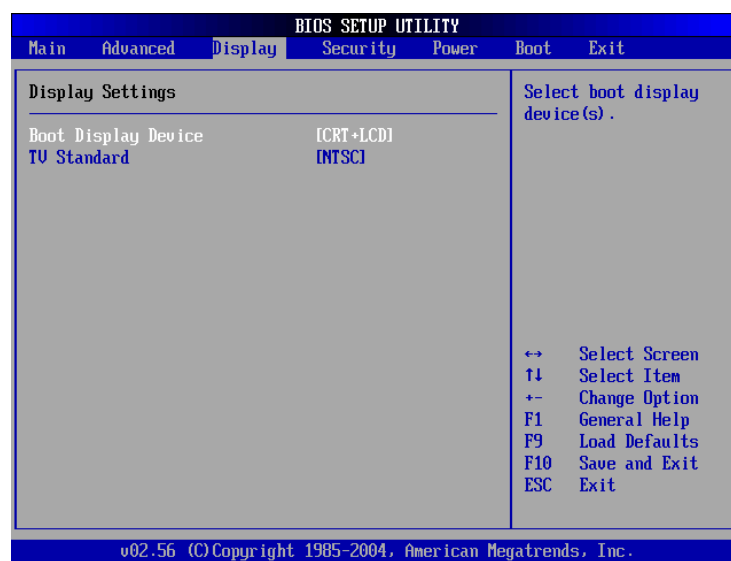 BIOS SETUP UTILITY
Main Advanced Display Security Power Boot Exit
Display Settings
Boot Display Device [CRT+LCD]
TV Standard [NTSC]
Select boot display
device(s).
↔ Select Screen
↑↓ Select Item
+- Change Option
F1 General Help
F9 Load Defaults
F10 Save and Exit
ESC Exit
v02.56 (C)Copyright 1985-2004, American Megatrends, Inc.